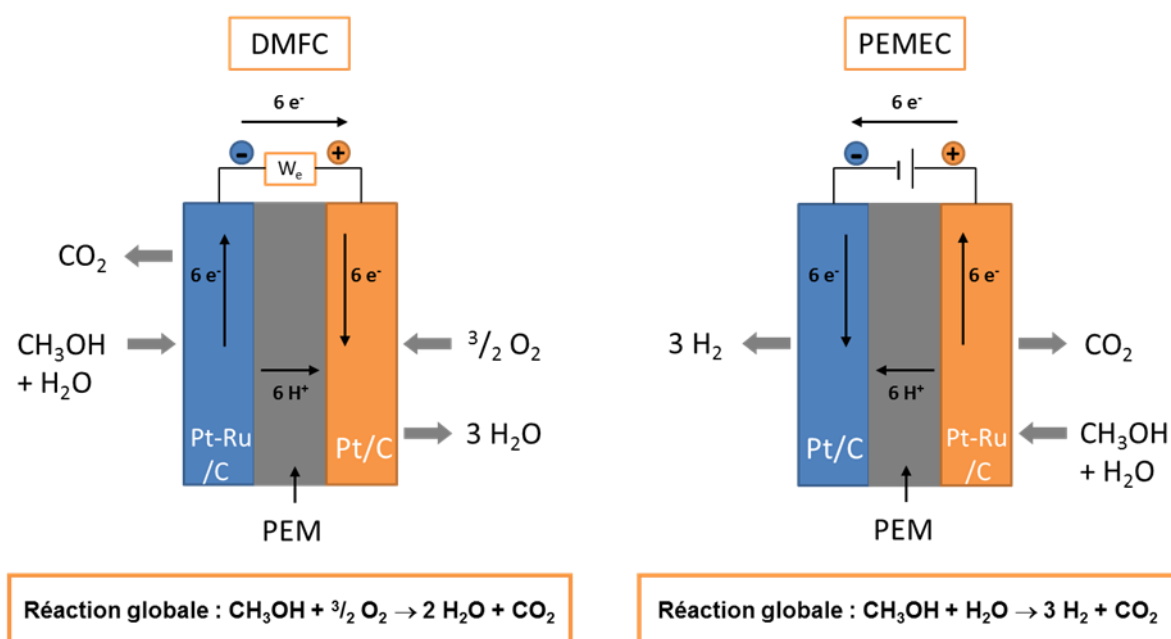 DMFC
6 e⁻
-
We
+
CO₂
6 e⁻
6 e⁻
CH₃OH
+ H₂O
³/₂ O₂
6 H⁺
3 H₂O
Pt-Ru
/C
Pt/C
PEM
Réaction globale : CH₃OH + ³/₂ O₂ → 2 H₂O + CO₂
PEMEC
6 e⁻
-
+
6 e⁻
6 e⁻
3 H₂
CO₂
6 H⁺
Pt/C
Pt-Ru
/C
CH₃OH
+ H₂O
PEM
Réaction globale : CH₃OH + H₂O → 3 H₂ + CO₂